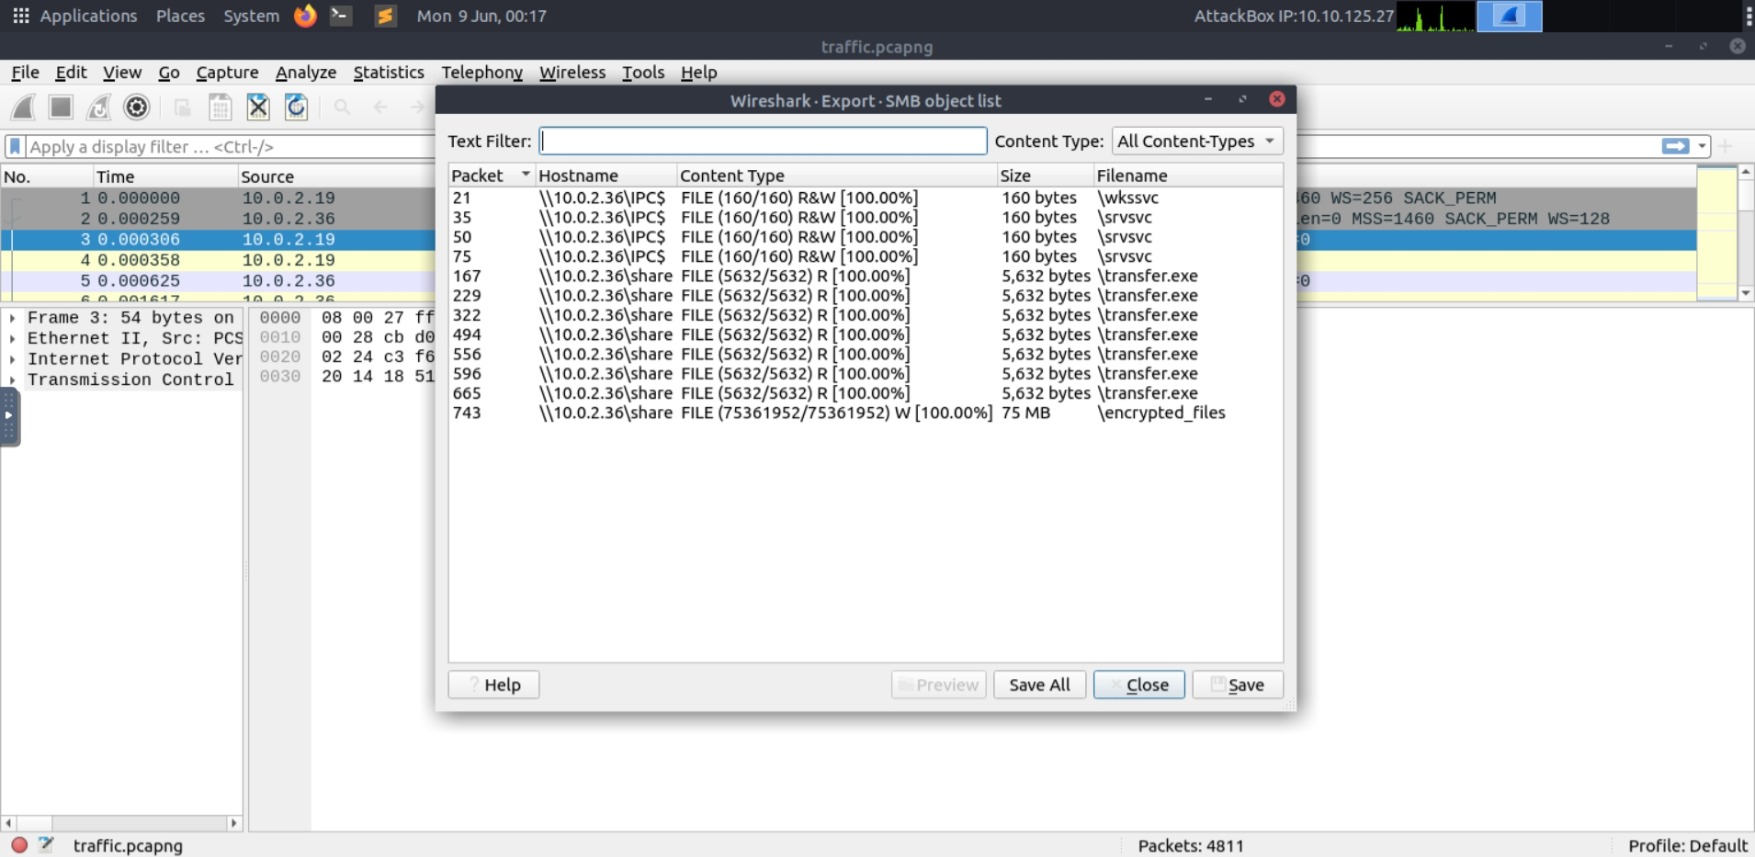 Applications Places System Mon 9 Jun, 00:17 AttackBox IP:10.10.125.27
traffic.pcapng
File Edit View Go Capture Analyze Statistics Telephony Wireless Tools Help
Wireshark · Export · SMB object list
Text Filter: Content Type: All Content-Types
Apply a display filter … <Ctrl-/>
No. Time Source
1 0.000000 10.0.2.19
2 0.000259 10.0.2.36
3 0.000306 10.0.2.19
4 0.000358 10.0.2.19
5 0.000625 10.0.2.36
6 0.001617 10.0.2.36
Packet Hostname Content Type Size Filename
21 \\10.0.2.36\IPC$ FILE (160/160) R&W [100.00%] 160 bytes \wkssvc
35 \\10.0.2.36\IPC$ FILE (160/160) R&W [100.00%] 160 bytes \srvsvc
50 \\10.0.2.36\IPC$ FILE (160/160) R&W [100.00%] 160 bytes \srvsvc
75 \\10.0.2.36\IPC$ FILE (160/160) R&W [100.00%] 160 bytes \srvsvc
167 \\10.0.2.36\share FILE (5632/5632) R [100.00%] 5,632 bytes \transfer.exe
229 \\10.0.2.36\share FILE (5632/5632) R [100.00%] 5,632 bytes \transfer.exe
322 \\10.0.2.36\share FILE (5632/5632) R [100.00%] 5,632 bytes \transfer.exe
494 \\10.0.2.36\share FILE (5632/5632) R [100.00%] 5,632 bytes \transfer.exe
556 \\10.0.2.36\share FILE (5632/5632) R [100.00%] 5,632 bytes \transfer.exe
596 \\10.0.2.36\share FILE (5632/5632) R [100.00%] 5,632 bytes \transfer.exe
665 \\10.0.2.36\share FILE (5632/5632) R [100.00%] 5,632 bytes \transfer.exe
743 \\10.0.2.36\share FILE (75361952/75361952) W [100.00%] 75 MB \encrypted_files
60 WS=256 SACK_PERM
en=0 MSS=1460 SACK_PERM WS=128
=0
=0
Frame 3: 54 bytes on
Ethernet II, Src: PCS
Internet Protocol Ver
Transmission Control
0000 08 00 27 ff
0010 00 28 cb d0
0020 02 24 c3 f6
0030 20 14 18 51
Help Preview Save All Close Save
traffic.pcapng Packets: 4811 Profile: Default